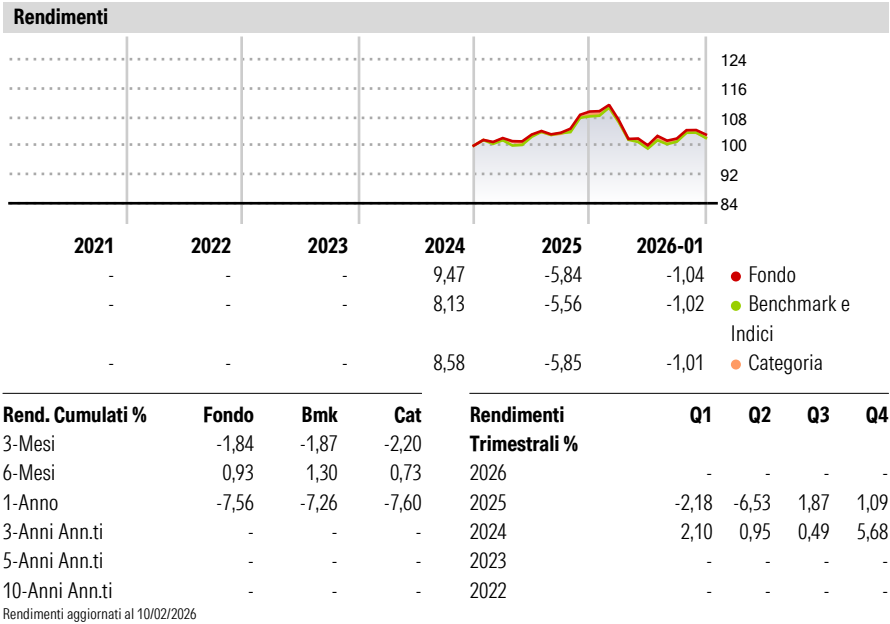 Rendimenti
124
116
108
100
92
84
2021 2022 2023 2024 2025 2026-01
- - - 9,47 -5,84 -1,04 Fondo
- - - 8,13 -5,56 -1,02 Benchmark e
Indici
- - - 8,58 -5,85 -1,01 Categoria
Rend. Cumulati % Fondo Bmk Cat
3-Mesi -1,84 -1,87 -2,20
6-Mesi 0,93 1,30 0,73
1-Anno -7,56 -7,26 -7,60
3-Anni Ann.ti - - -
5-Anni Ann.ti - - -
10-Anni Ann.ti - - -
Rendimenti Q1 Q2 Q3 Q4
Trimestrali %
2026 - - - -
2025 -2,18 -6,53 1,87 1,09
2024 2,10 0,95 0,49 5,68
2023 - - - -
2022 - - - -
Rendimenti aggiornati al 10/02/2026